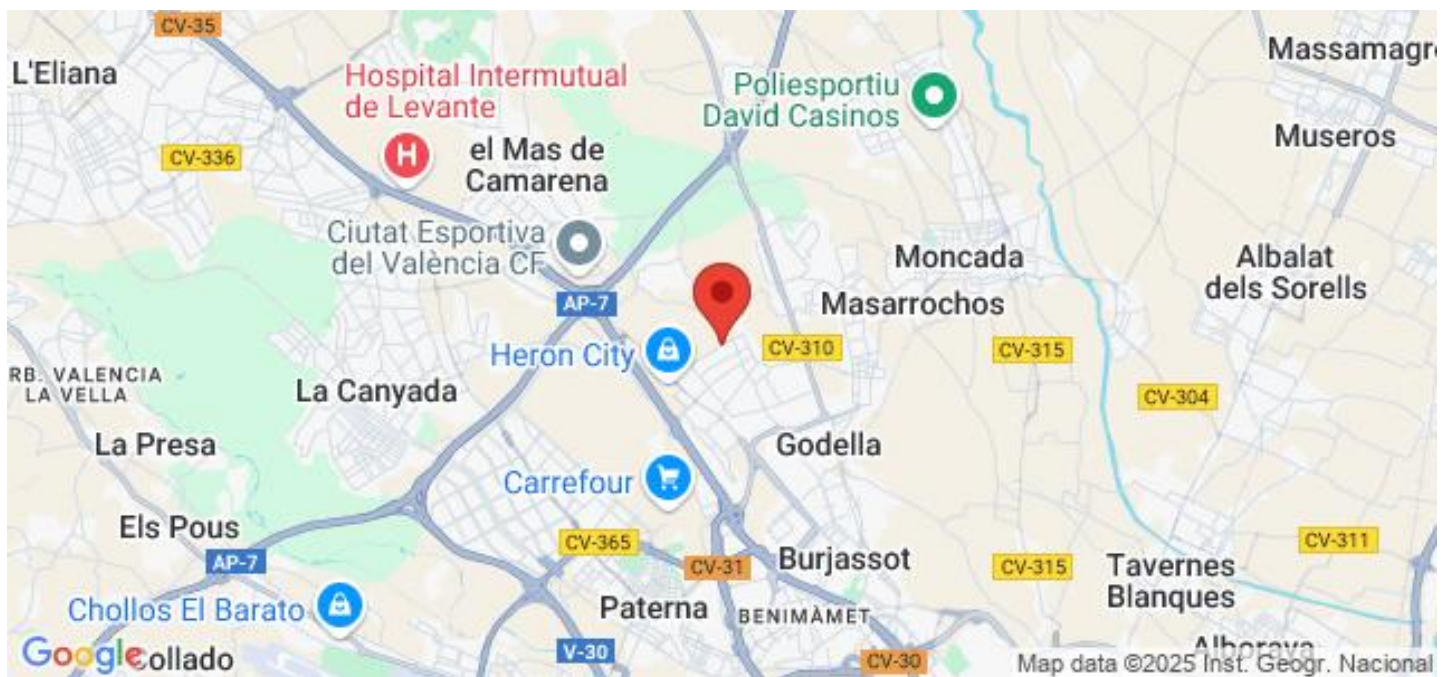 CV-35
L'Eliana
Hospital Intermutual
de Levante
H
CV-336
el Mas de
Camarena
Poliesportiu
David Casinos
Massamagr
Museros
Ciutat Esportiva
del València CF
Moncada
Albalat
dels Sorells
AP-7
Masarrochos
Heron City
CV-310
CV-315
RB. VALENCIA
LA VELLA
La Canyada
CV-304
La Presa
Godella
Carrefour
Els Pous
CV-365
CV-311
AP-7
CV-31
Burjassot
CV-315
Tavernes
Blanques
Chollos El Barato
Paterna
BENIMÀMET
Google
collado
V-30
CV-30
Alboraya
Map data ©2025 Inst. Geogr. Nacional